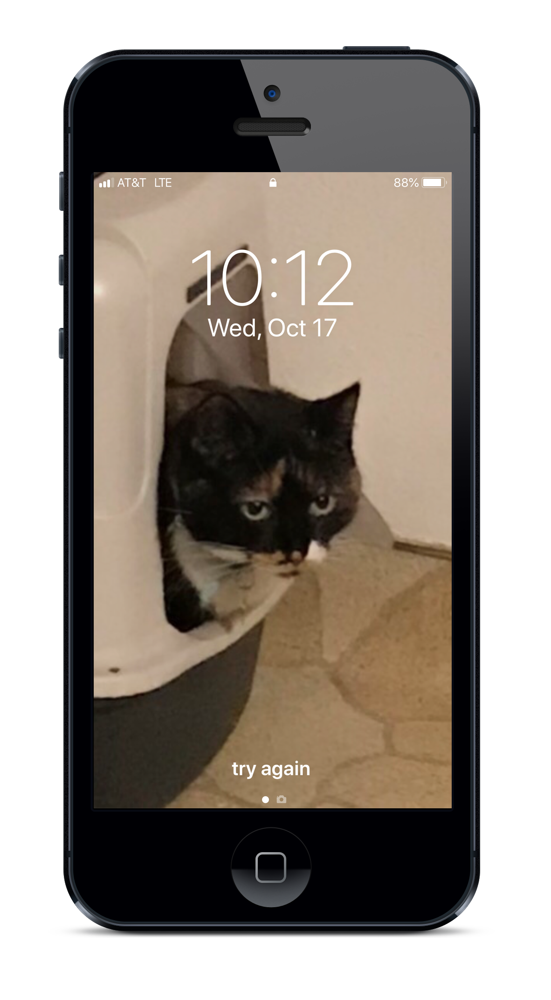 AT&T LTE 88%
10:12
Wed, Oct 17
try again